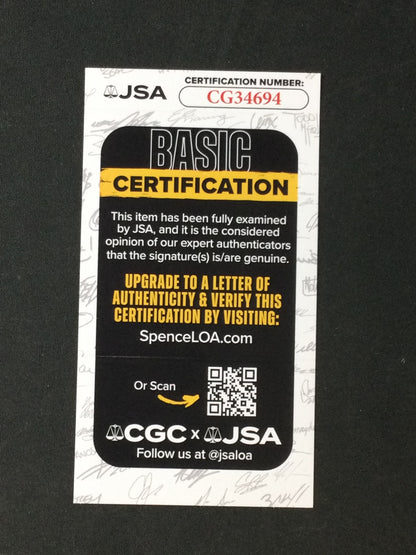 JSA
CERTIFICATION NUMBER:
CG34694
BASIC
CERTIFICATION
This item has been fully examined
by JSA, and it is the considered
opinion of our expert authenticators
that the signature(s) is/are genuine.
UPGRADE TO A LETTER OF
AUTHENTICITY & VERIFY THIS
CERTIFICATION BY VISITING:
SpenceLOA.com
Or Scan
CGC x JSA
Follow us at @jsaloa